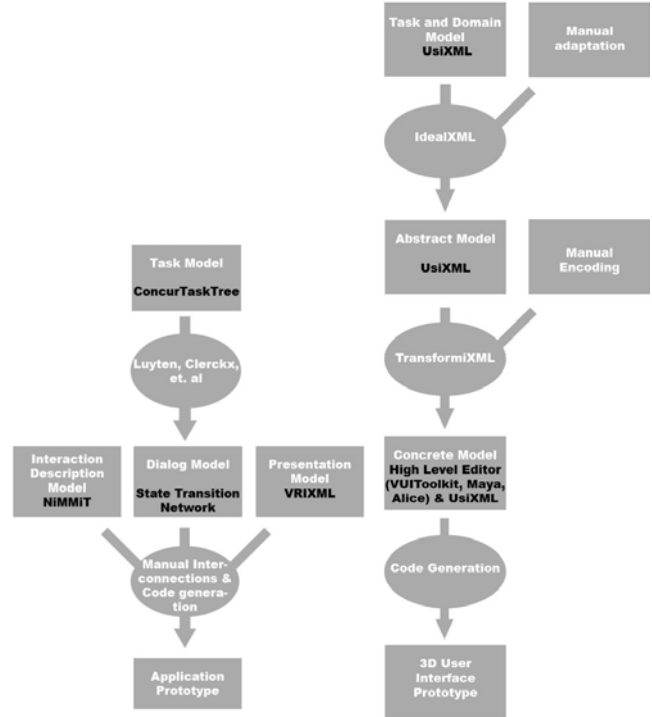 Task and Domain
Model
UsiXML
Manual
adaptation
IdealXML
Abstract Model
UsiXML
Manual
Encoding
TransformiXML
Concrete Model
High Level Editor
(VUIToolkit, Maya,
Alice) & UsiXML
Code Generation
3D User
Interface
Prototype
Task Model
ConcurTaskTree
Luyten, Clerckx,
et. al
Interaction
Description
Model
NiMMiT
Dialog Model
State Transition
Network
Presentation
Model
VRIXML
Manual Inter-
connections &
Code genera-
tion
Application
Prototype